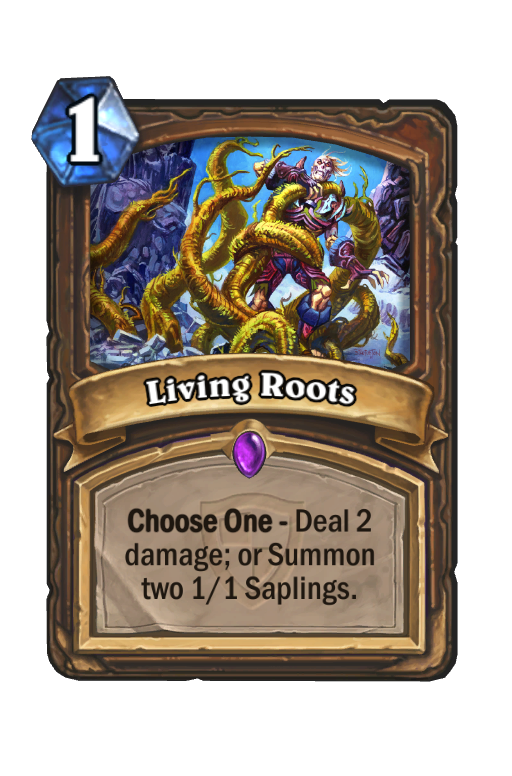 1
Living Roots
Choose One - Deal 2
damage; or Summon
two 1/1 Saplings.